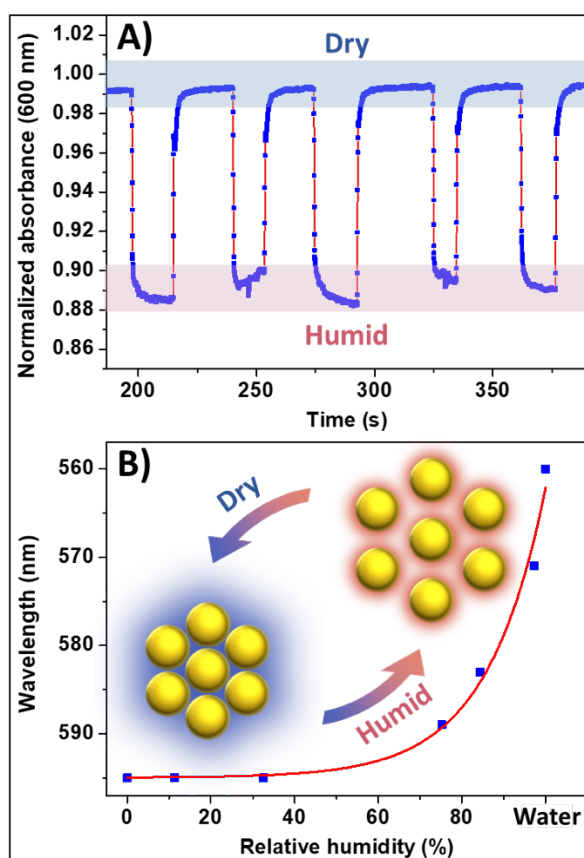 A)
Dry
Normalized absorbance (600 nm)
1.02
1.00
0.98
0.96
0.94
0.92
0.90
0.88
0.86
Humid
200
250
300
350
Time (s)
B)
Dry
Humid
Wavelength (nm)
560
570
580
590
0
20
40
60
80
Water
Relative humidity (%)